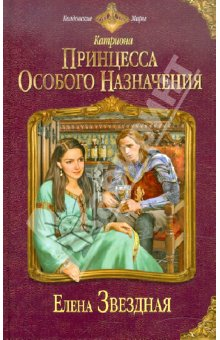 Колдовские Миры
Катриона
Принцесса
Особого Назначения
Елена Звездная